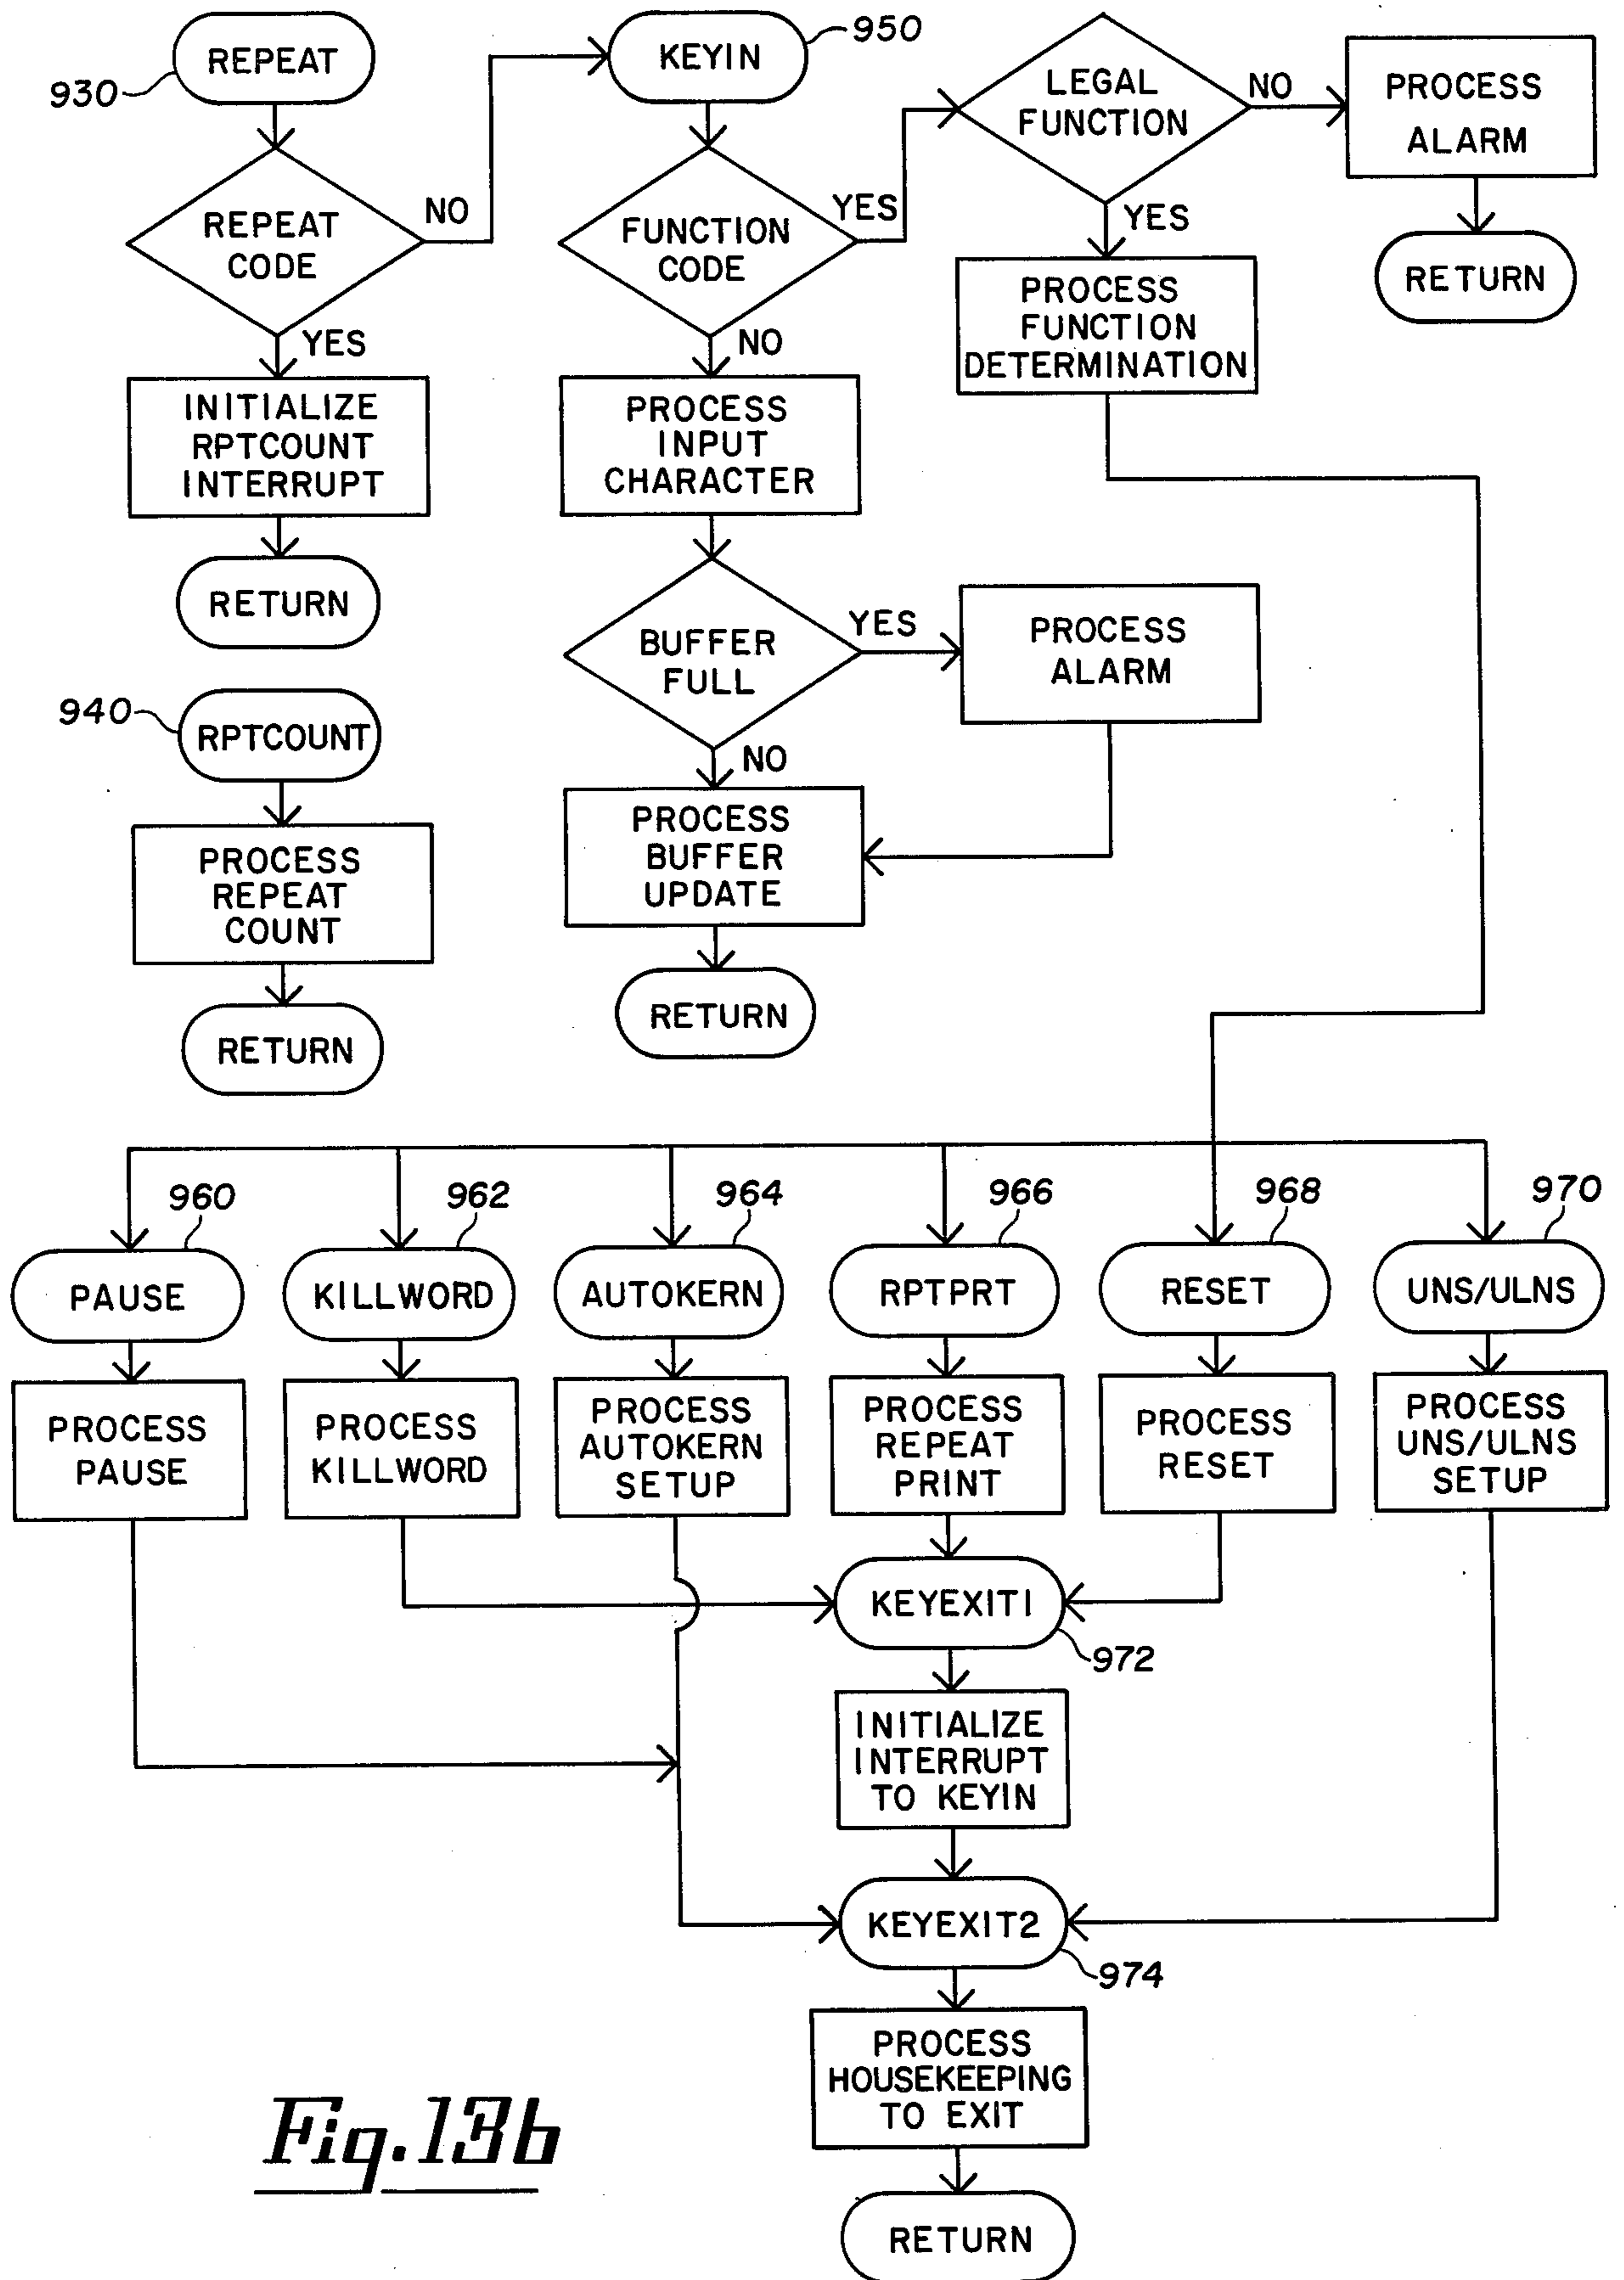 930
REPEAT
REPEAT
CODE
NO
YES
INITIALIZE
RPTCOUNT
INTERRUPT
RETURN
940
RPTCOUNT
PROCESS
REPEAT
COUNT
RETURN
950
KEYIN
FUNCTION
CODE
YES
NO
PROCESS
INPUT
CHARACTER
BUFFER
FULL
YES
PROCESS
ALARM
NO
PROCESS
BUFFER
UPDATE
RETURN
LEGAL
FUNCTION
NO
PROCESS
ALARM
RETURN
YES
PROCESS
FUNCTION
DETERMINATION
960
PAUSE
PROCESS
PAUSE
962
KILLWORD
PROCESS
KILLWORD
964
AUTOKERN
PROCESS
AUTOKERN
SETUP
966
RPTPRT
PROCESS
REPEAT
PRINT
968
RESET
PROCESS
RESET
970
UNS/ULNS
PROCESS
UNS/ULNS
SETUP
KEYEXIT1
972
INITIALIZE
INTERRUPT
TO KEYIN
KEYEXIT2
974
PROCESS
HOUSEKEEPING
TO EXIT
RETURN
Fig. 13b